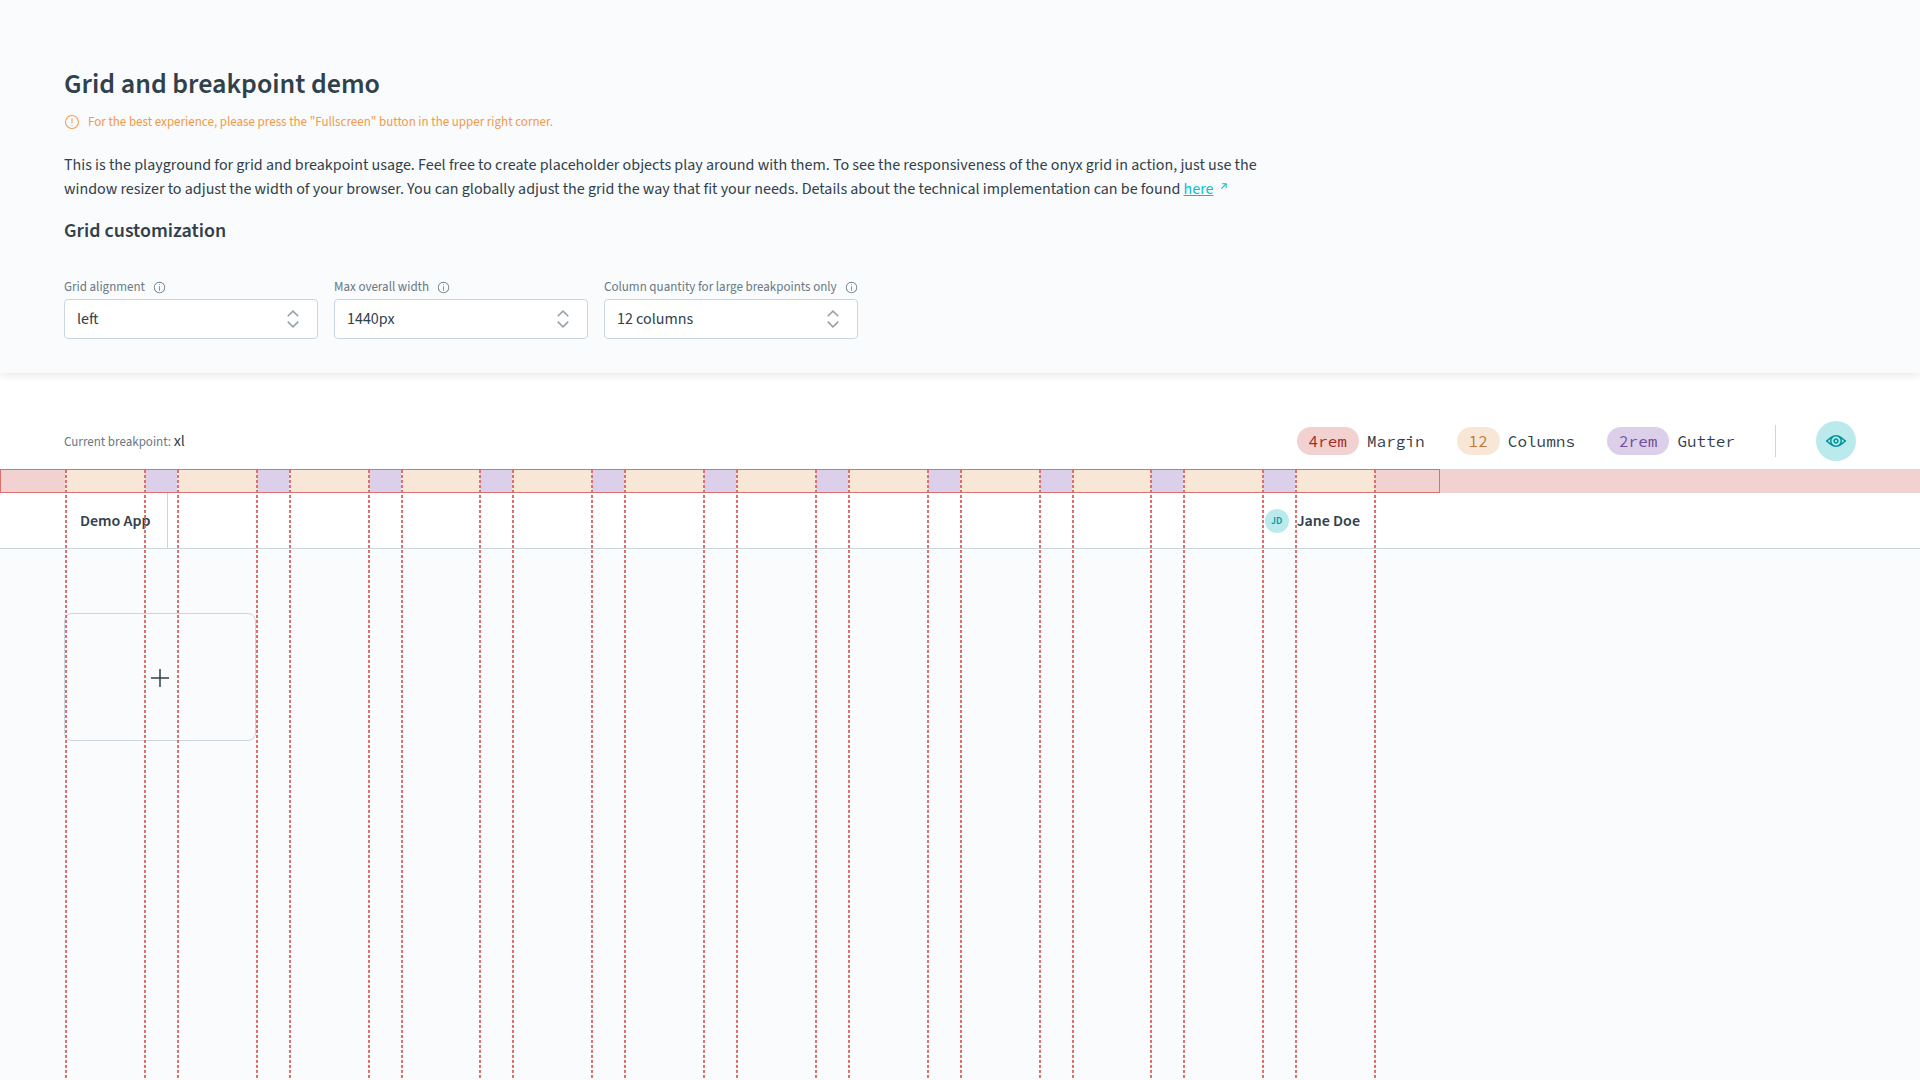 Grid and breakpoint demo
For the best experience, please press the "Fullscreen" button in the upper right corner.
This is the playground for grid and breakpoint usage. Feel free to create placeholder objects play around with them. To see the responsiveness of the onyx grid in action, just use the
window resizer to adjust the width of your browser. You can globally adjust the grid the way that fit your needs. Details about the technical implementation can be found here
Grid customization
Grid alignment Max overall width Column quantity for large breakpoints only
left 1440px 12 columns
Current breakpoint: xl 4rem Margin 12 Columns 2rem Gutter
Demo App JD Jane Doe